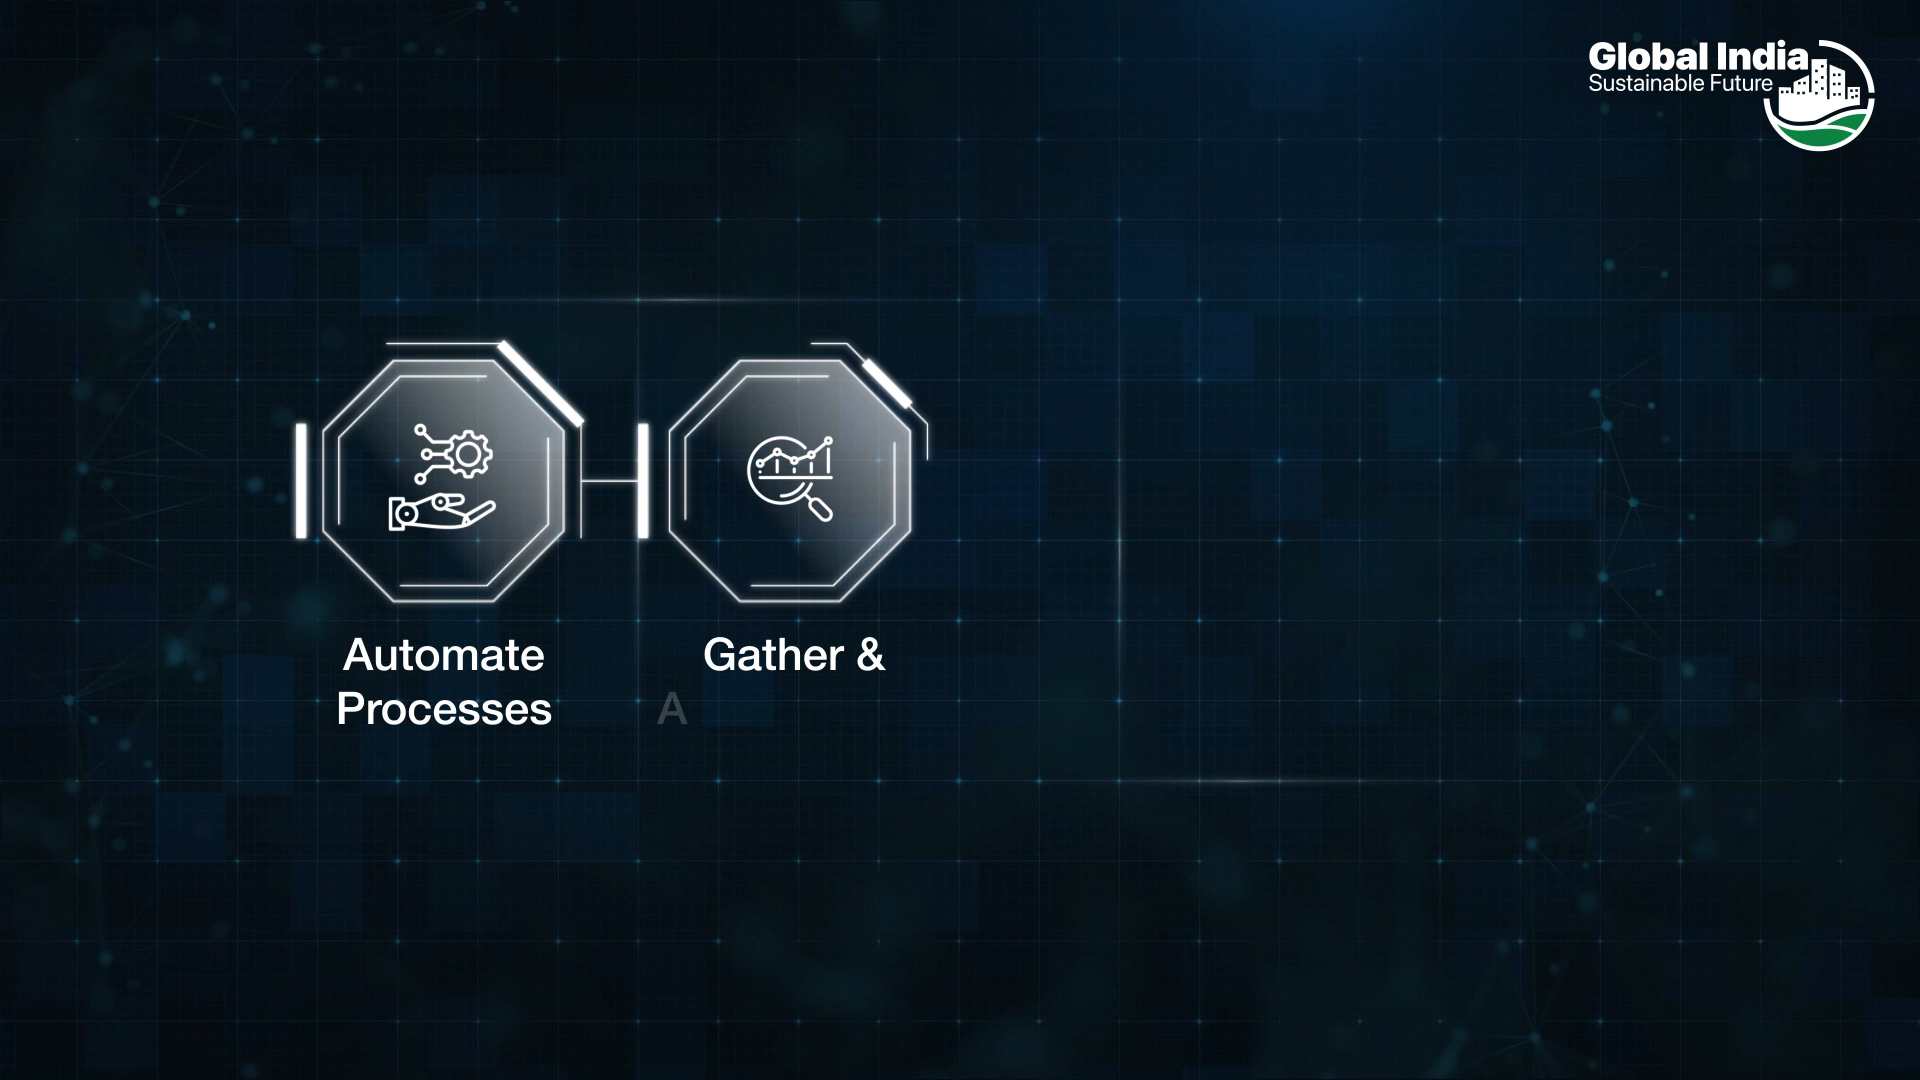 Global India
Sustainable Future
Automate
Processes
Gather &
A